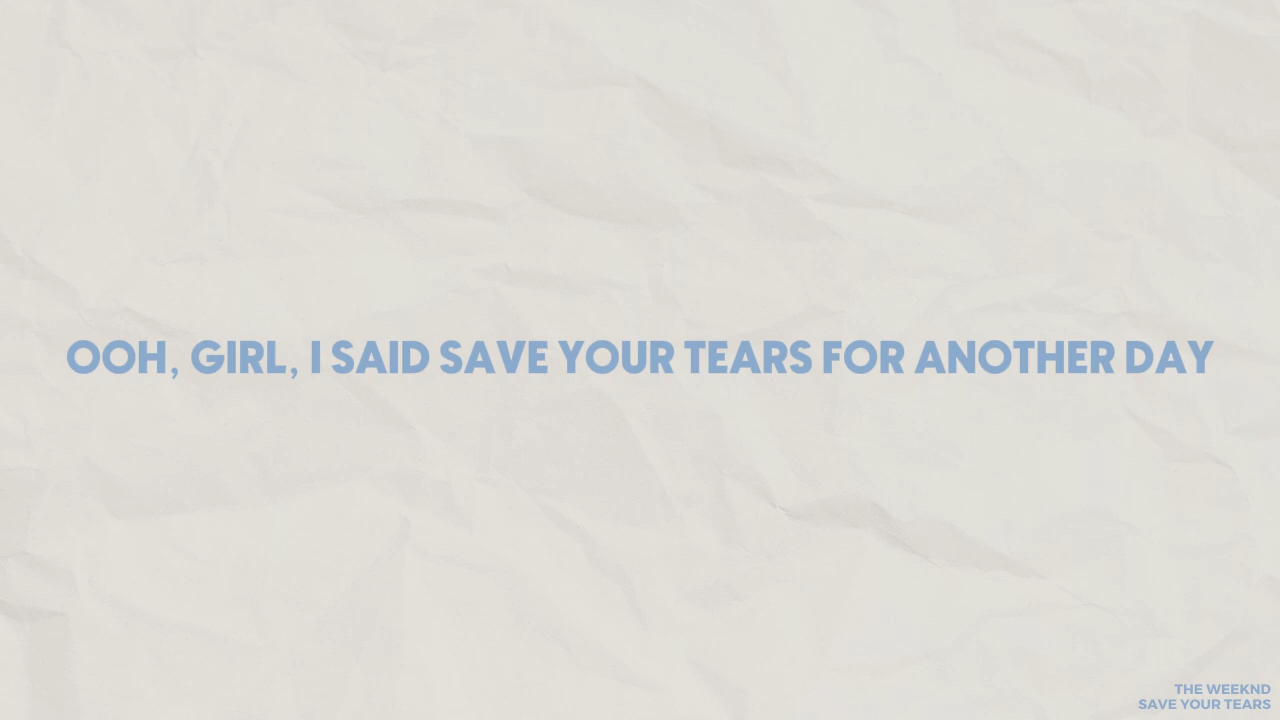 OOH, GIRL, I SAID SAVE YOUR TEARS FOR ANOTHER DAY
THE WEEKND
SAVE YOUR TEARS